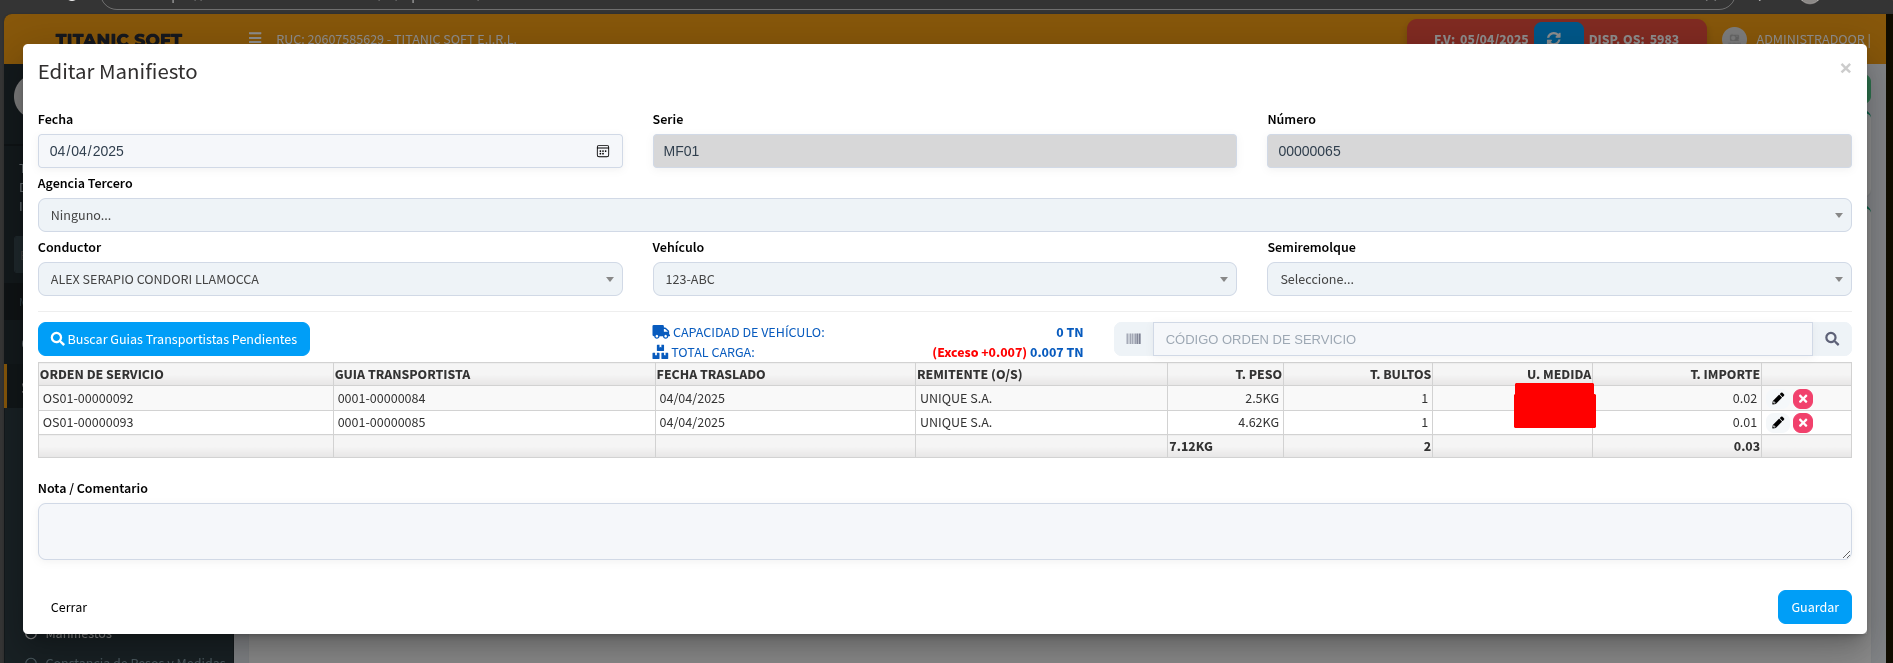 TITANIC SOFT
RUC: 20607585629 - TITANIC SOFT E.I.R.L.
F.V: 05/04/2025 DISP. OS: 5983
ADMINISTRADOOR |
Editar Manifiesto ×
Fecha Serie Número
04/04/2025 MF01 00000065
Agencia Tercero
Ninguno...
Conductor Vehículo Semiremolque
ALEX SERAPIO CONDORI LLAMOCCA 123-ABC Seleccione...
Buscar Guias Transportistas Pendientes
CAPACIDAD DE VEHÍCULO: 0 TN
TOTAL CARGA: (Exceso +0.007) 0.007 TN
CÓDIGO ORDEN DE SERVICIO
ORDEN DE SERVICIO GUIA TRANSPORTISTA FECHA TRASLADO REMITENTE (O/S) T. PESO T. BULTOS U. MEDIDA T. IMPORTE
OS01-00000092 0001-00000084 04/04/2025 UNIQUE S.A. 2.5KG 1 0.02
OS01-00000093 0001-00000085 04/04/2025 UNIQUE S.A. 4.62KG 1 0.01
7.12KG 2 0.03
Nota / Comentario
Cerrar Guardar
Manifiestos
Constancia de Pesos y Medidas